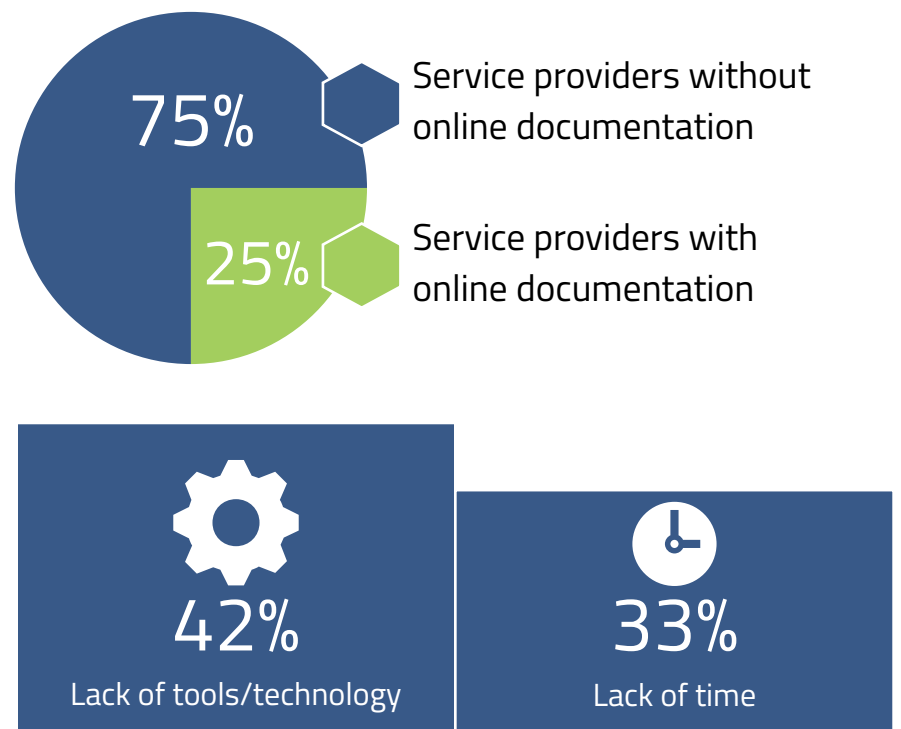 75%
Service providers without
online documentation
25%
Service providers with
online documentation
42%
Lack of tools/technology
33%
Lack of time